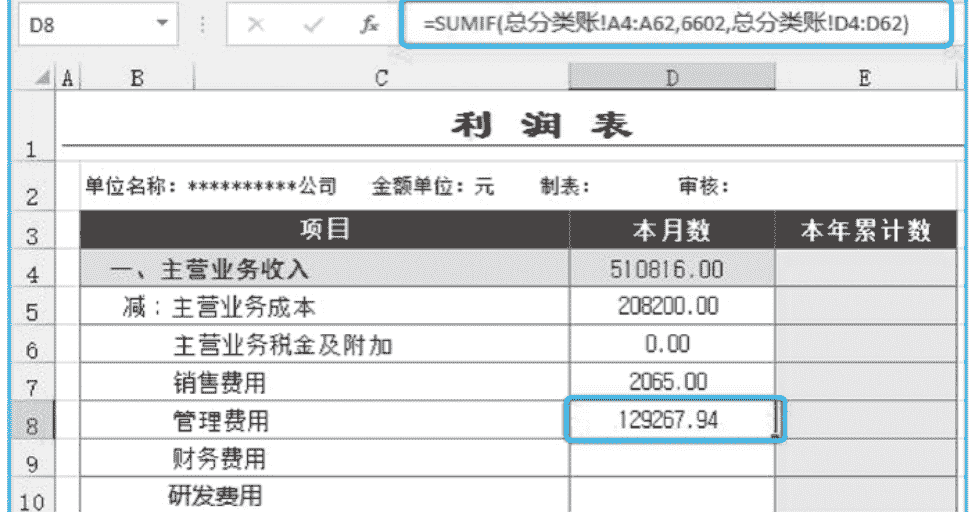 D8 fx =SUMIF(总分类账!A4:A62,6602,总分类账!D4:D62)
A B C D E
1 利润表
2 单位名称：**********公司 金额单位：元 制表： 审核：
3 项目 本月数 本年累计数
4 一、主营业务收入 510816.00
5 减：主营业务成本 208200.00
6 主营业务税金及附加 0.00
7 销售费用 2065.00
8 管理费用 129267.94
9 财务费用
10 研发费用